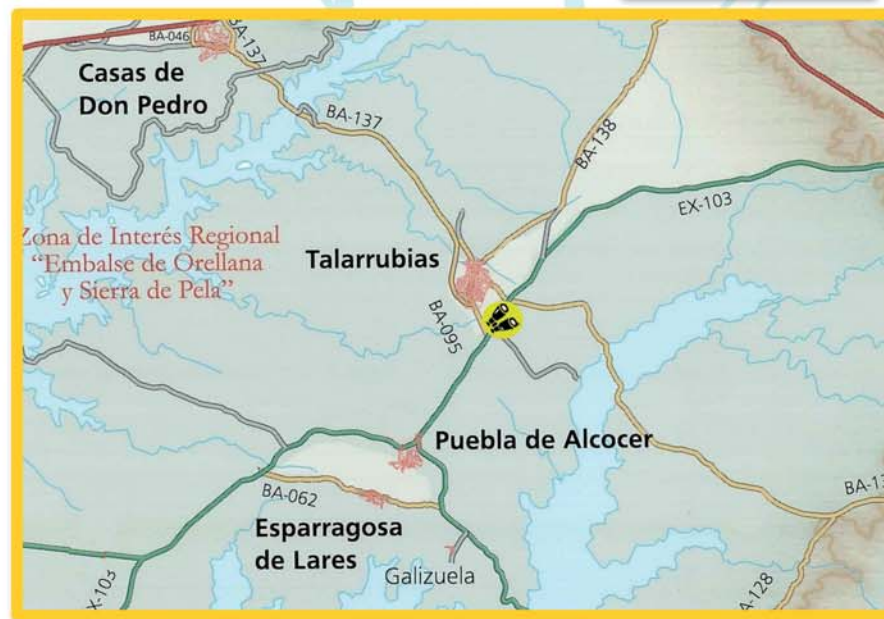 BA-046
BA-137
Casas de
Don Pedro
BA-137
BA-138
EX-103
Zona de Interés Regional
“Embalse de Orellana
y Sierra de Pela”
Talarrubias
BA-095
Puebla de Alcocer
BA-062
BA-13
Esparragosa
de Lares
Galizuela
X-103
A-128